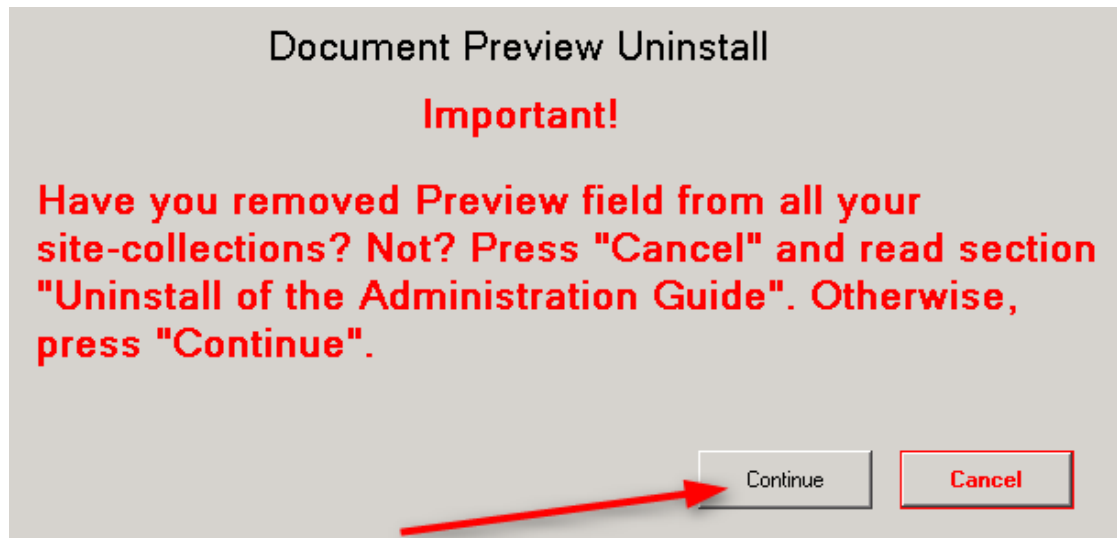 Document Preview Uninstall
Important!
Have you removed Preview field from all your
site-collections? Not? Press "Cancel" and read section
"Uninstall of the Administration Guide". Otherwise,
press "Continue".
Continue
Cancel